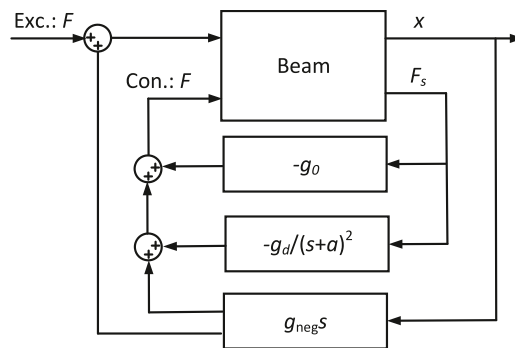 Exc.: F
x
Beam
Con.: F
F_s
-g_0
-g_d/(s+a)^2
g_neg s